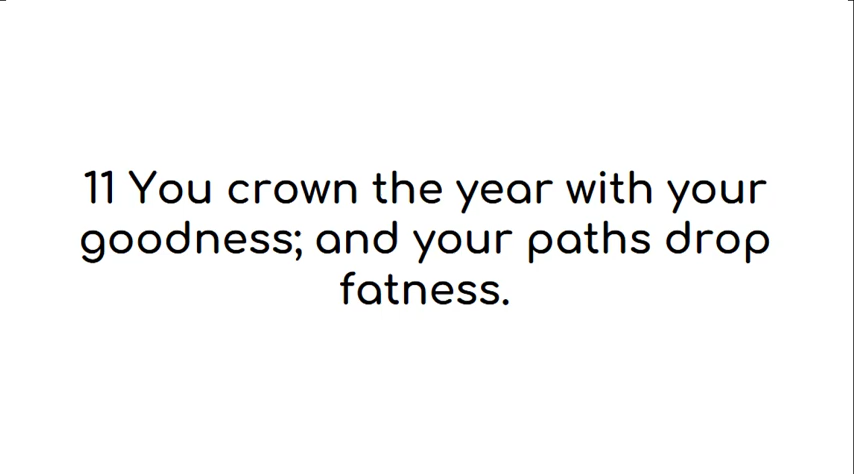 11 You crown the year with your
goodness; and your paths drop
fatness.